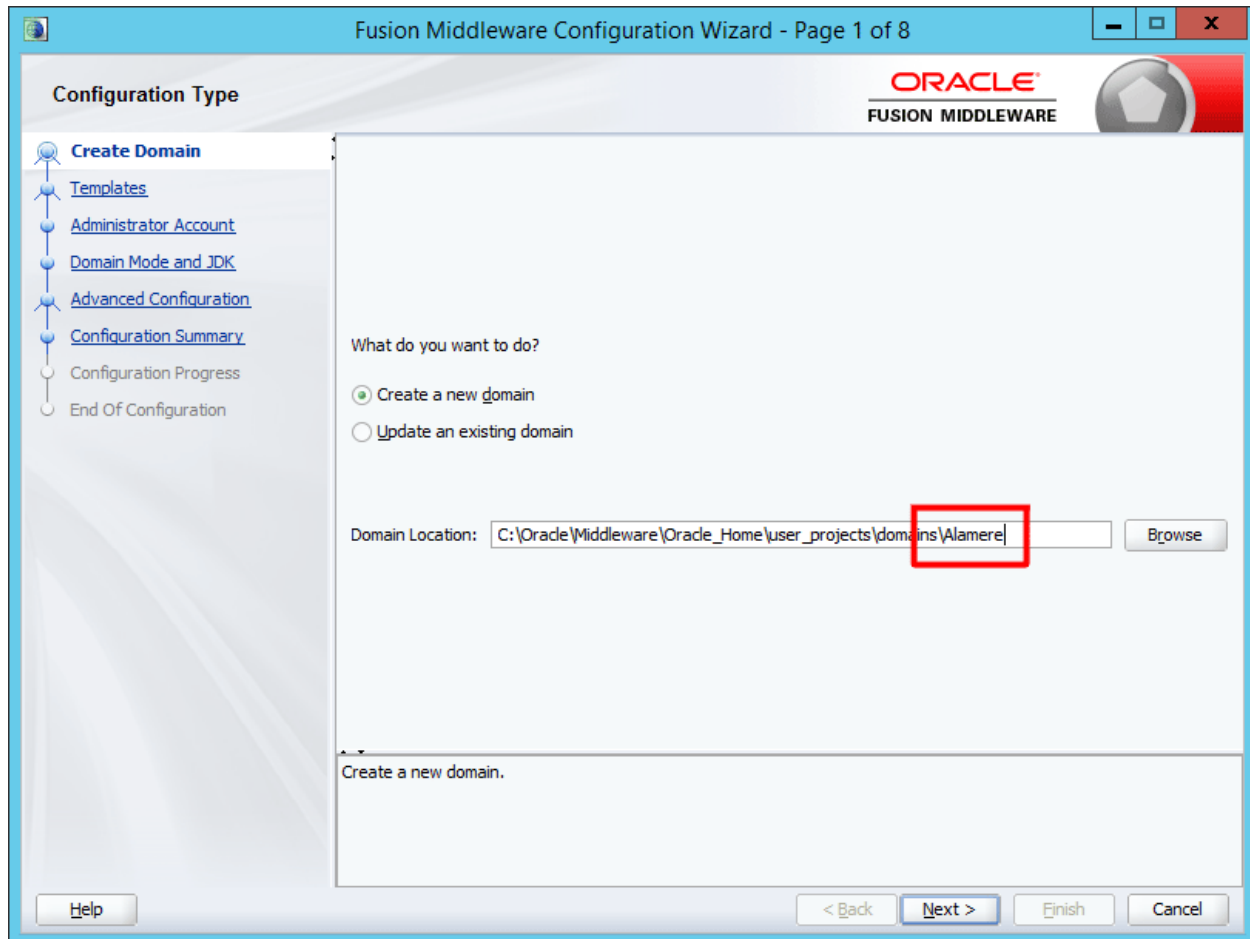 Fusion Middleware Configuration Wizard - Page 1 of 8
Configuration Type
ORACLE
FUSION MIDDLEWARE
Create Domain
Templates
Administrator Account
Domain Mode and JDK
Advanced Configuration
Configuration Summary
Configuration Progress
End Of Configuration
What do you want to do?
Create a new domain
Update an existing domain
Domain Location: C:\Oracle\Middleware\Oracle_Home\user_projects\domains\Alamere Browse
Create a new domain.
Help < Back Next > Finish Cancel